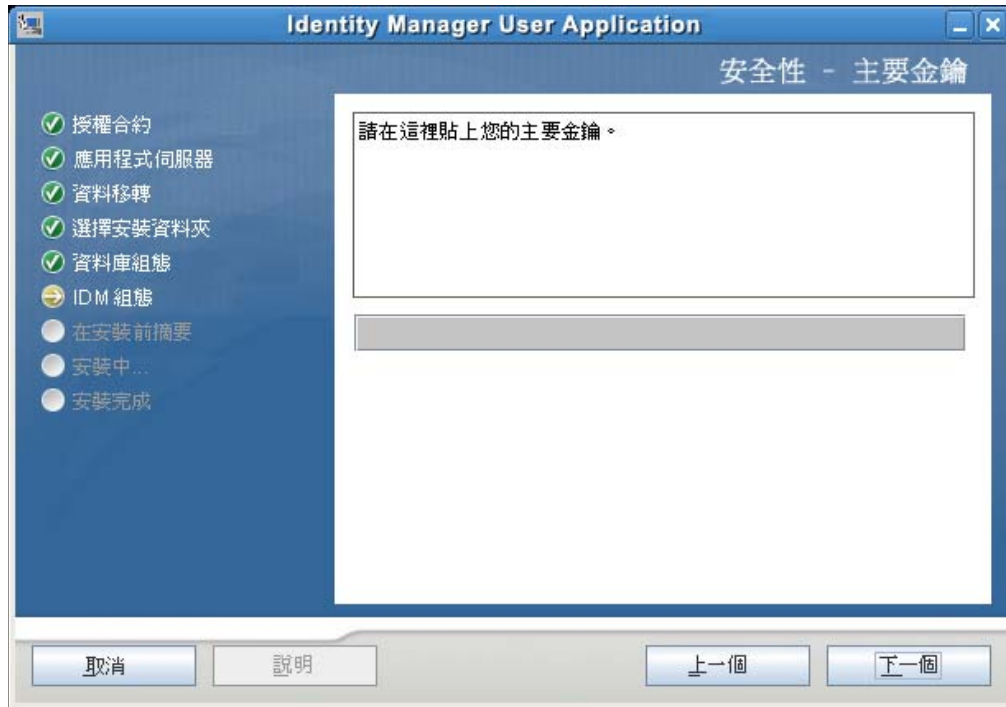 Identity Manager User Application
安全性 - 主要金鑰
授權合約
應用程式伺服器
資料移轉
選擇安裝資料夾
資料庫組態
IDM 組態
在安裝前摘要
安裝中...
安裝完成
請在這裡貼上您的主要金鑰。
取消
說明
上一個
下一個